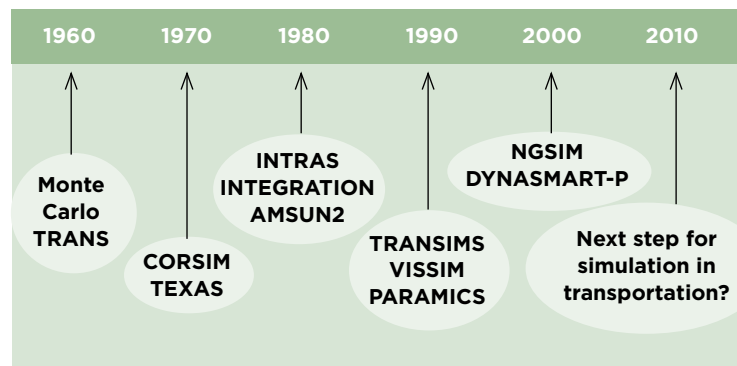 1960 1970 1980 1990 2000 2010
Monte
Carlo
TRANS
CORSIM
TEXAS
INTRAS
INTEGRATION
AMSUN2
TRANSIMS
VISSIM
PARAMICS
NGSIM
DYNASMART-P
Next step for
simulation in
transportation?